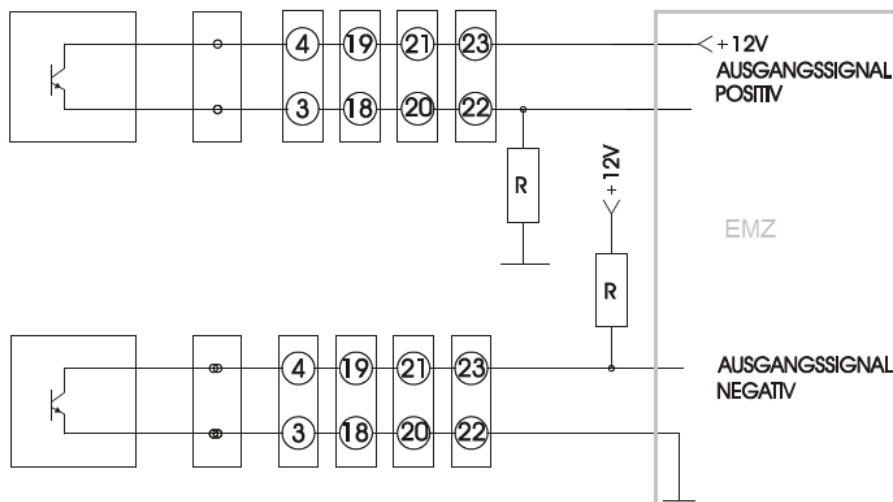 4 19 21 23
+12V
AUSGANGSSIGNAL
POSITIV
3 18 20 22
R
+12V
EMZ
R
4 19 21 23
AUSGANGSSIGNAL
NEGATIV
3 18 20 22